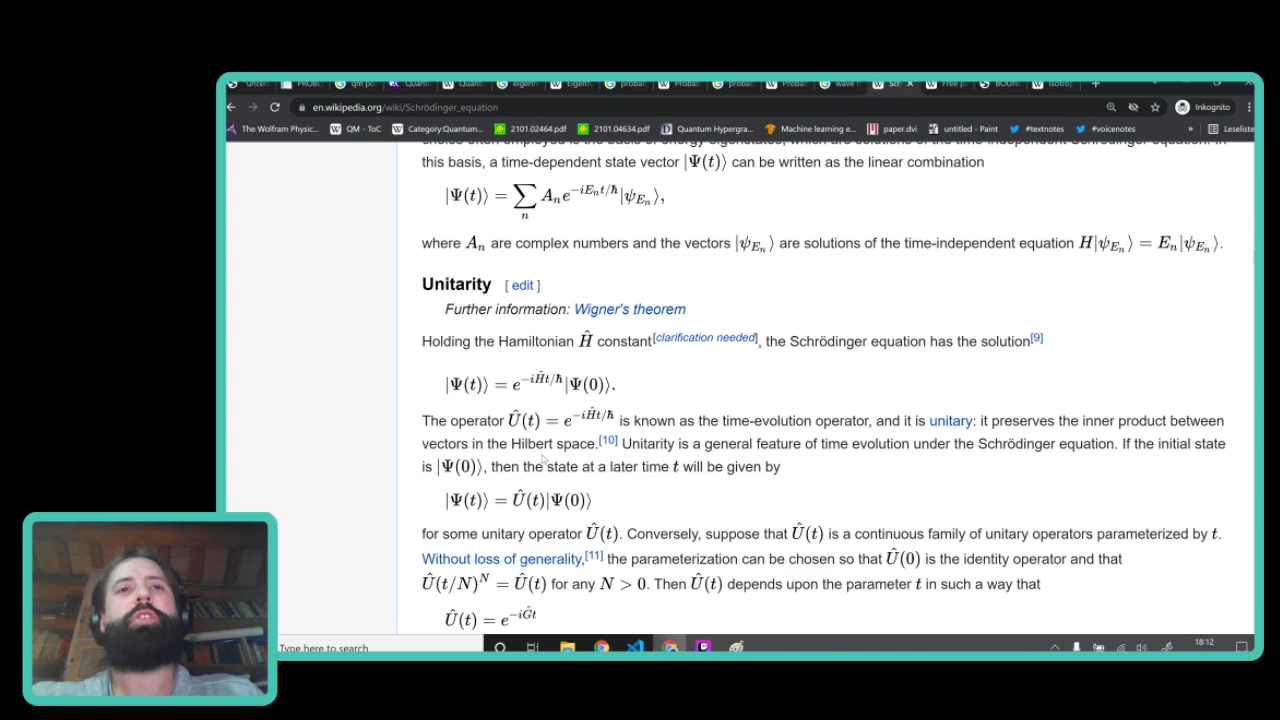 en.wikipedia.org/wiki/Schrödinger_equation Inkognito
The Wolfram Physic... QM - ToC Category:Quantum... 2101.02464.pdf 2101.04634.pdf Quantum Hypergra... Machine learning e... paper.dvi untitled - Paint #textnotes #voicenotes » Leseliste
this basis, a time-dependent state vector |Ψ(t)⟩ can be written as the linear combination
|Ψ(t)⟩ = ∑ₙ Aₙe^{−iEₙt/ℏ}|ψ_{Eₙ}⟩,
where Aₙ are complex numbers and the vectors |ψ_{Eₙ}⟩ are solutions of the time-independent equation H|ψ_{Eₙ}⟩ = Eₙ|ψ_{Eₙ}⟩.
Unitarity [ edit ]
Further information: Wigner's theorem
Holding the Hamiltonian Ĥ constant[clarification needed], the Schrödinger equation has the solution[9]
|Ψ(t)⟩ = e^{−iĤt/ℏ}|Ψ(0)⟩.
The operator Û(t) = e^{−iĤt/ℏ} is known as the time-evolution operator, and it is unitary: it preserves the inner product between
vectors in the Hilbert space.[10] Unitarity is a general feature of time evolution under the Schrödinger equation. If the initial state
is |Ψ(0)⟩, then the state at a later time t will be given by
|Ψ(t)⟩ = Û(t)|Ψ(0)⟩
for some unitary operator Û(t). Conversely, suppose that Û(t) is a continuous family of unitary operators parameterized by t.
Without loss of generality,[11] the parameterization can be chosen so that Û(0) is the identity operator and that
Û(t/N)^N = Û(t) for any N > 0. Then Û(t) depends upon the parameter t in such a way that
Û(t) = e^{−iĜt}
Type here to search 18:12